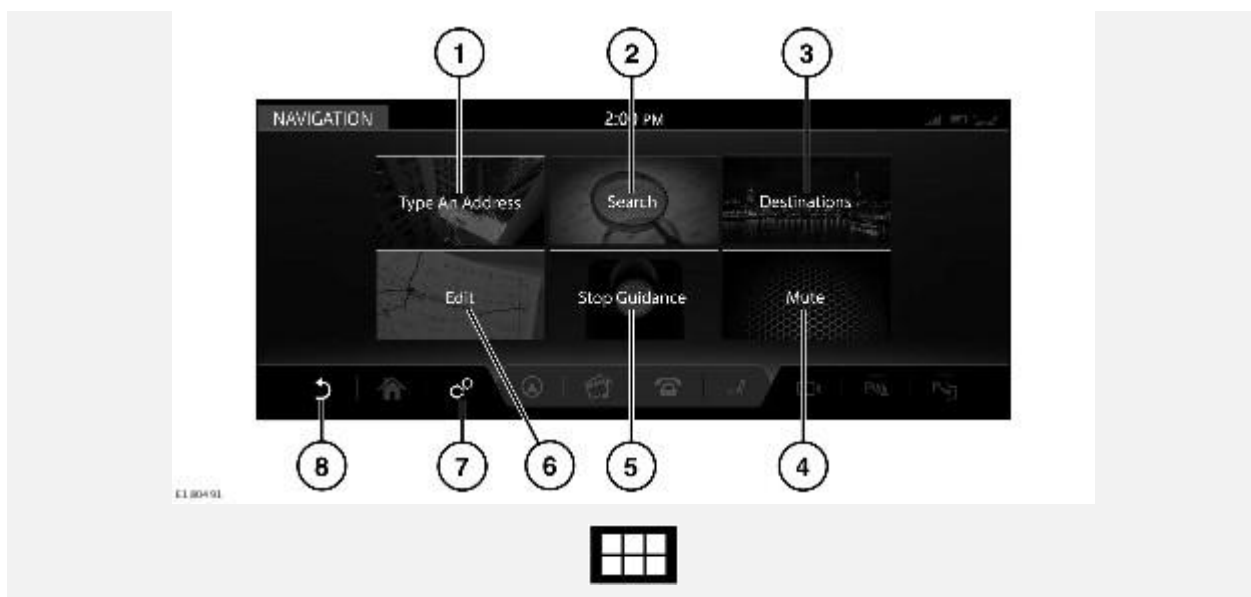 1 2 3
NAVIGATION 2:00 PM
Type An Address Search Destinations
Edit Stop Guidance Mute
8 7 6 5 4
E180491